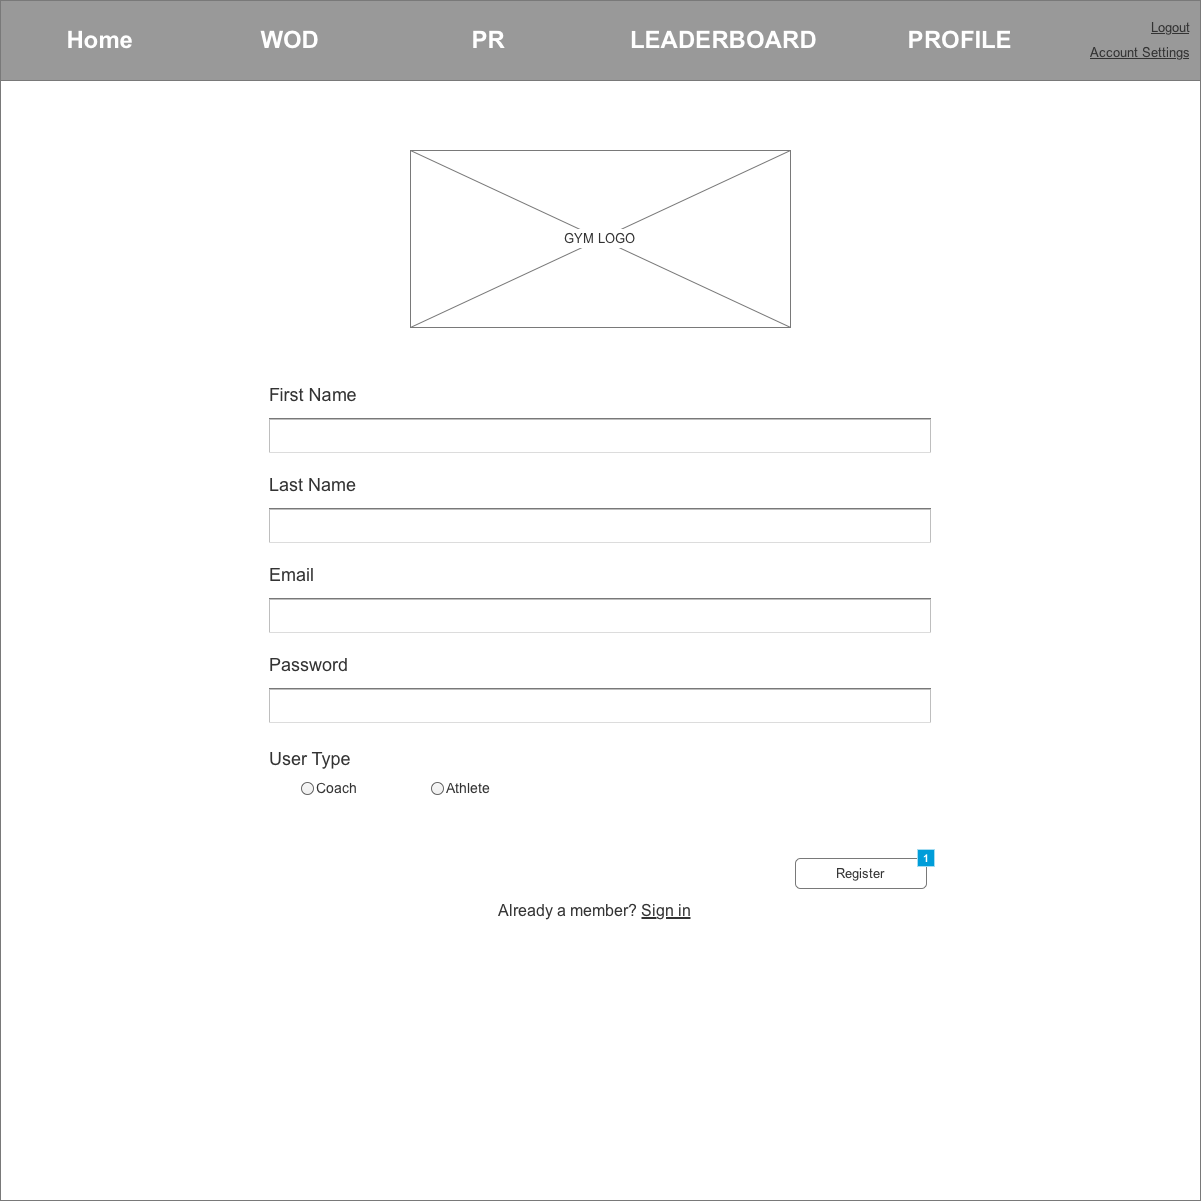 Home WOD PR LEADERBOARD PROFILE
Logout
Account Settings
GYM LOGO
First Name
Last Name
Email
Password
User Type
Coach Athlete
1
Register
Already a member? Sign in